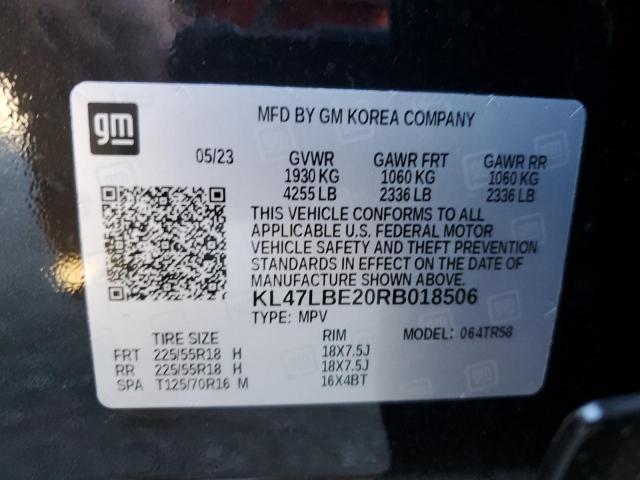 gm
MFD BY GM KOREA COMPANY
05/23 GVWR GAWR FRT GAWR RR
1930 KG 1060 KG 1060 KG
4255 LB 2336 LB 2336 LB
THIS VEHICLE CONFORMS TO ALL
APPLICABLE U.S. FEDERAL MOTOR
VEHICLE SAFETY AND THEFT PREVENTION
STANDARDS IN EFFECT ON THE DATE OF
MANUFACTURE SHOWN ABOVE.
KL47LBE20RB018506
TYPE: MPV MODEL: 064TR58
TIRE SIZE RIM
FRT 225/55R18 H 18X7.5J
RR 225/55R18 H 18X7.5J
SPA T125/70R16 M 16X4BT